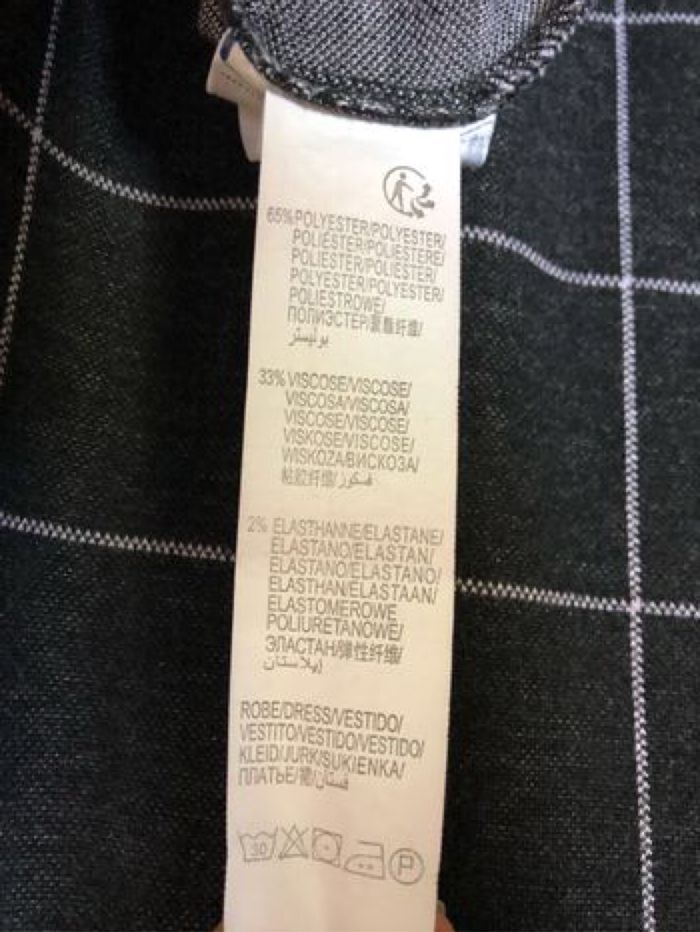 65% POLYESTER/POLYESTER/
POLIÉSTER/POLIESTERE/
POLIESTER/POLIÉSTER/
POLYESTER/POLYESTER/
POLIESTROWE/
ПОЛИЭСТЕР/聚酯纤维/
بوليستر
33% VISCOSE/VISCOSE/
VISCOSA/VISCOSA/
VISCOSE/VISCOSE/
VISKOSE/VISCOSE/
WISKOZA/ВИСКОЗА/
粘胶纤维/فسكوز
2% ELASTHANNE/ELASTANE/
ELASTANO/ELASTAN/
ELASTANO/ELASTANO/
ELASTHAN/ELASTAAN/
ELASTOMEROWE
POLIURETANOWE/
ЭЛАСТАН/弹性纤维/
إيلاستان
ROBE/DRESS/VESTIDO/
VESTITO/VESTIDO/VESTIDO/
KLEID/JURK/SUKIENKA/
ПЛАТЬЕ/裙/فستان
30 P